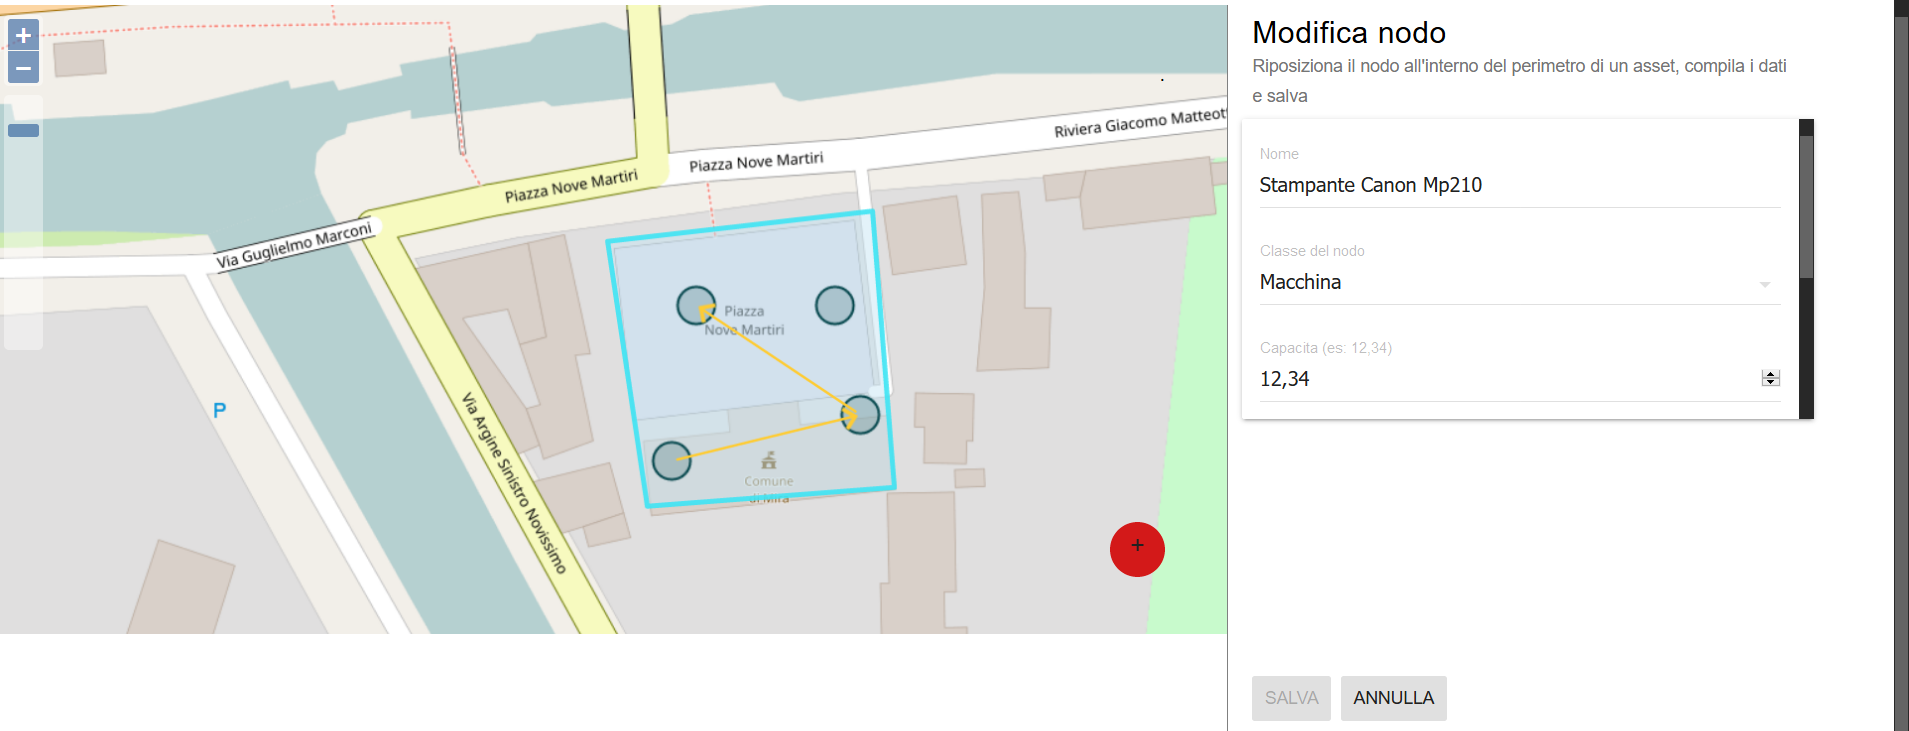 +
−
Piazza Nove Martiri
Piazza Nove Martiri
Riviera Giacomo Matteot
Via Guglielmo Marconi
P
Via Argine Sinistro Novissimo
Piazza
Nove Martiri
Comune
di Mira
+
Modifica nodo
Riposiziona il nodo all'interno del perimetro di un asset, compila i dati
e salva
Nome
Stampante Canon Mp210
Classe del nodo
Macchina
Capacita (es: 12,34)
12,34
SALVA
ANNULLA